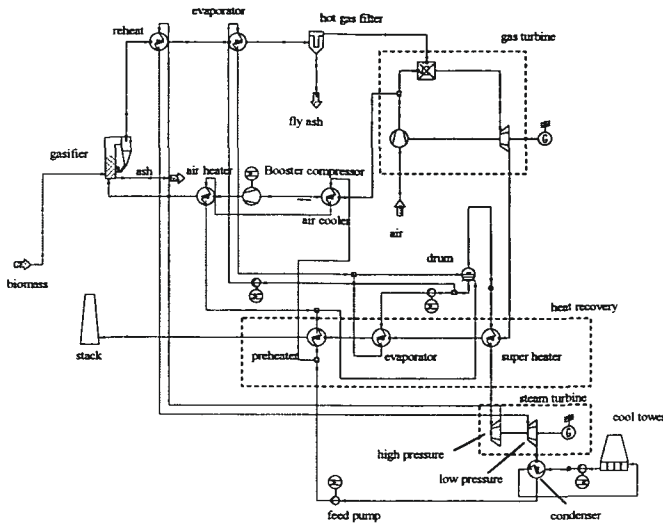 evaporator
hot gas filter
reheat
gas turbine
G
fly ash
gasifier
ash
air heater
Booster compressor
air cooler
air
biomass
drum
heat recovery
stack
preheater
evaporator
super heater
steam turbine
cool tower
G
high pressure
low pressure
feed pump
condenser